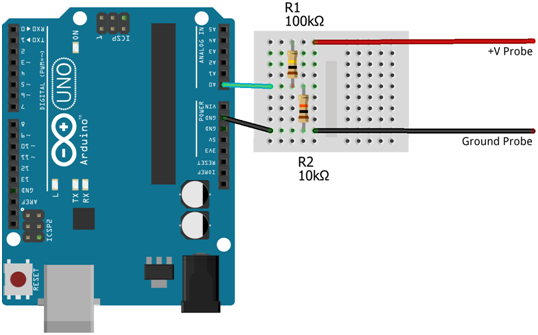 R1
100kΩ
+V Probe
Ground Probe
R2
10kΩ
ICSP
ON
RX
TX
0
1
2
3
4
5
6
7
DIGITAL (PWM=~)
UNO
Arduino™
ANALOG IN
A5
A4
A3
A2
A1
A0
POWER
VIN
GND
GND
5V
3V3
RESET
IOREF
8
9
10
11
12
13
GND
AREF
L
TX
RX
ICSP2
RESET